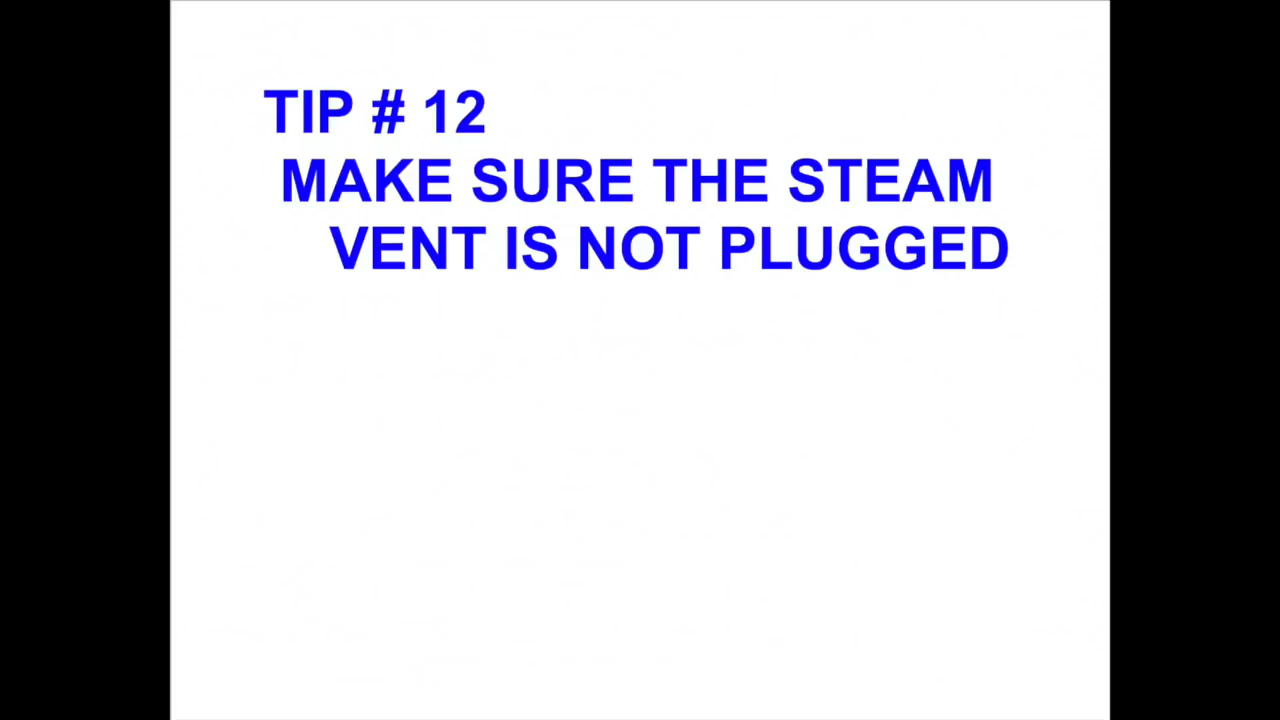 TIP # 12
MAKE SURE THE STEAM
VENT IS NOT PLUGGED